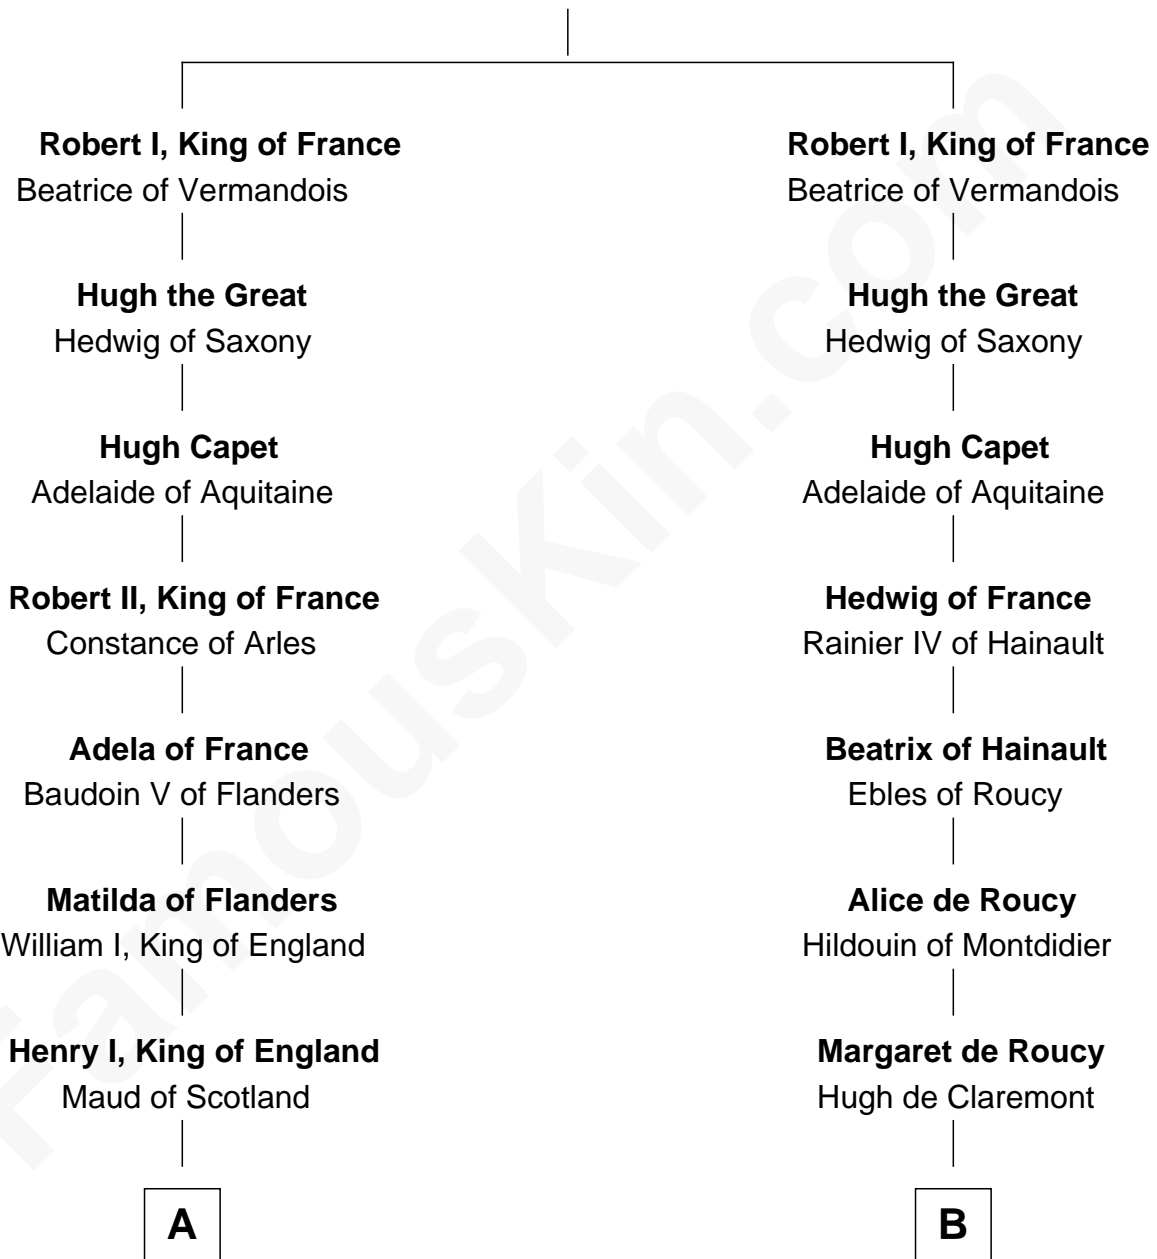 Robert I, King of France
Beatrice of Vermandois
Hugh the Great
Hedwig of Saxony
Hugh Capet
Adelaide of Aquitaine
Robert II, King of France
Constance of Arles
Adela of France
Baudoin V of Flanders
Matilda of Flanders
William I, King of England
Henry I, King of England
Maud of Scotland
A
Robert I, King of France
Beatrice of Vermandois
Hugh the Great
Hedwig of Saxony
Hugh Capet
Adelaide of Aquitaine
Hedwig of France
Rainier IV of Hainault
Beatrix of Hainault
Ebles of Roucy
Alice de Roucy
Hildouin of Montdidier
Margaret de Roucy
Hugh de Claremont
B
FamousKin.com